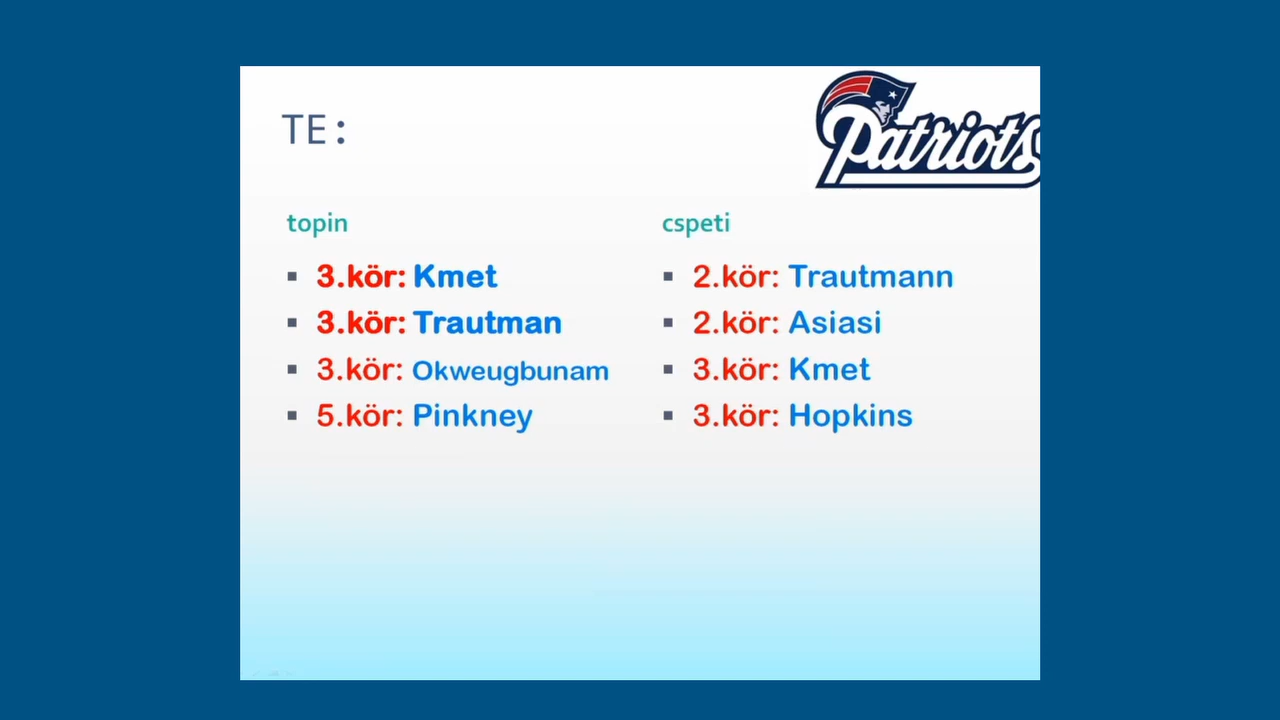 TE:
Patriots
topin
3.kör: Kmet
3.kör: Trautman
3.kör: Okweugbunam
5.kör: Pinkney
cspeti
2.kör: Trautmann
2.kör: Asiasi
3.kör: Kmet
3.kör: Hopkins